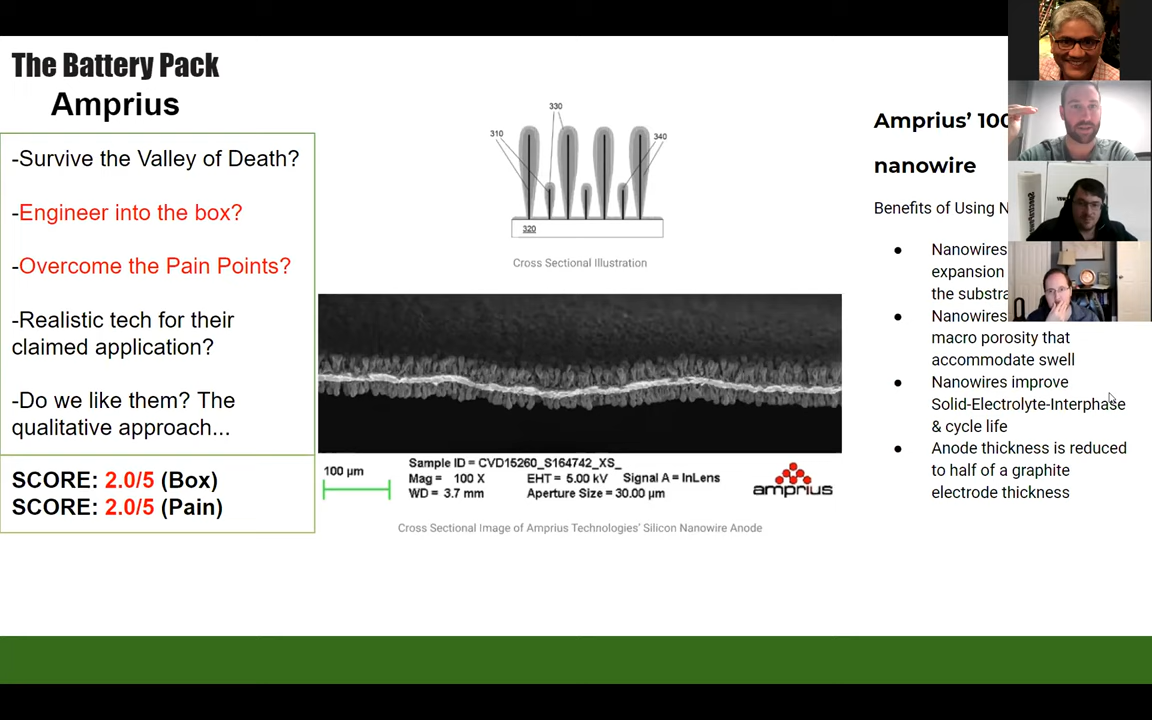 The Battery Pack
Amprius
-Survive the Valley of Death?
-Engineer into the box?
-Overcome the Pain Points?
-Realistic tech for their
claimed application?
-Do we like them? The
qualitative approach...
SCORE: 2.0/5 (Box)
SCORE: 2.0/5 (Pain)
330
310
340
320
Cross Sectional Illustration
100 µm
Sample ID = CVD15260_S164742_XS_
Mag = 100 X
EHT = 5.00 kV
Signal A = InLens
WD = 3.7 mm
Aperture Size = 30.00 µm
amprius
Cross Sectional Image of Amprius Technologies' Silicon Nanowire Anode
Amprius' 100
nanowire
Benefits of Using N
● Nanowires
expansion
the substra
● Nanowires
macro porosity that
accommodate swell
● Nanowires improve
Solid-Electrolyte-Interphase
& cycle life
● Anode thickness is reduced
to half of a graphite
electrode thickness